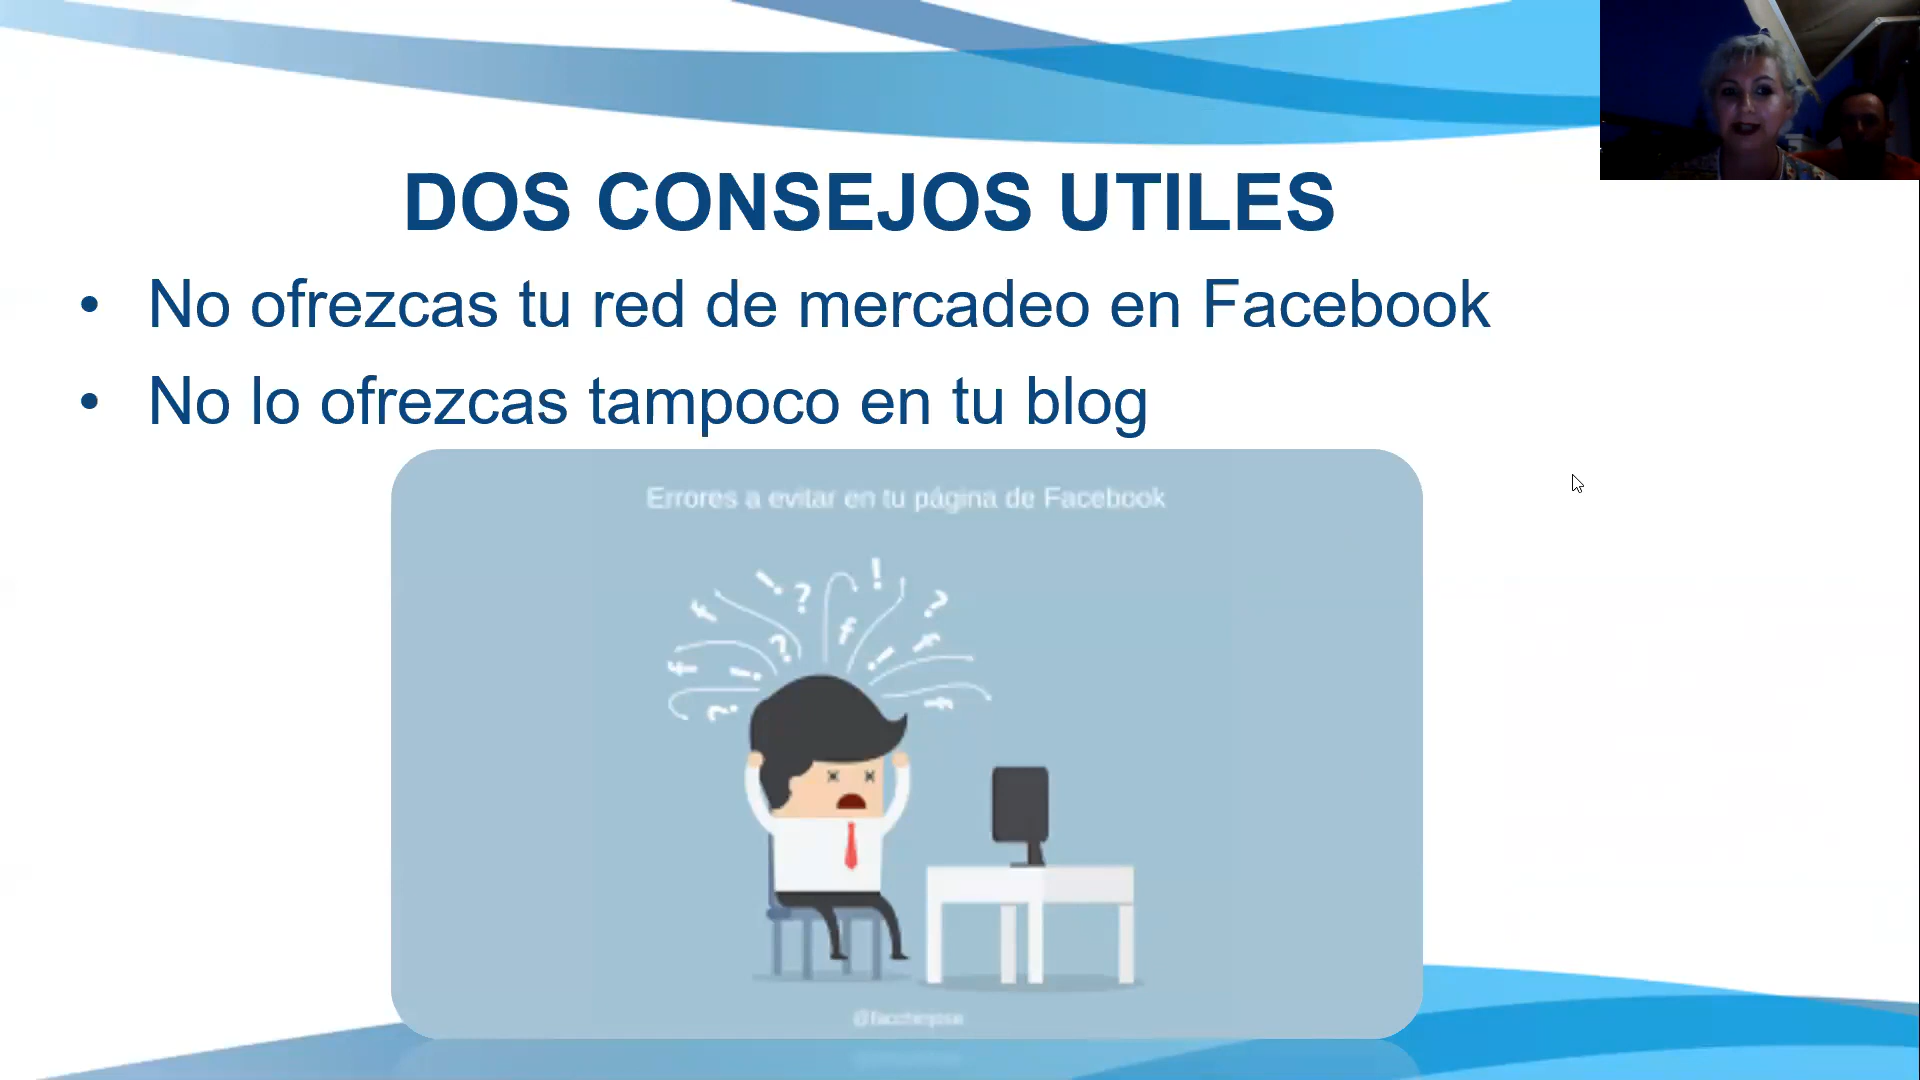 DOS CONSEJOS UTILES
• No ofrezcas tu red de mercadeo en Facebook
• No lo ofrezcas tampoco en tu blog
Errores a evitar en tu página de Facebook